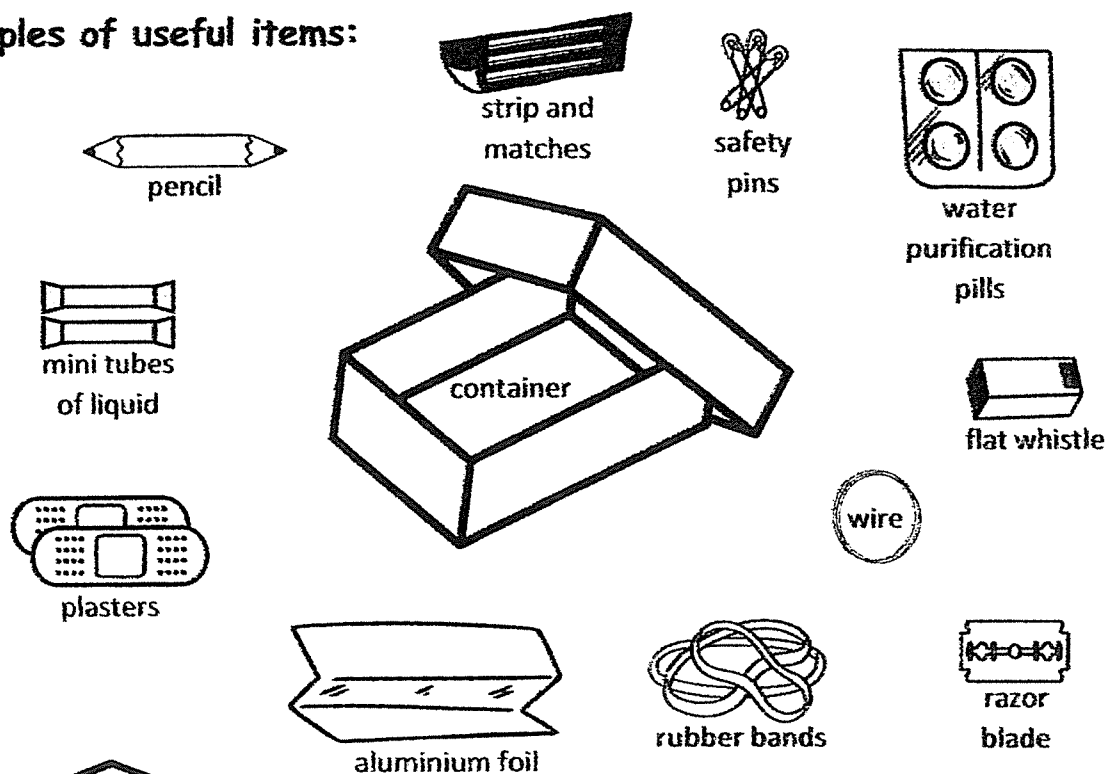 ples of useful items:
strip and
matches
safety
pins
pencil
water
purification
pills
mini tubes
of liquid
container
flat whistle
wire
plasters
razor
blade
rubber bands
aluminium foil